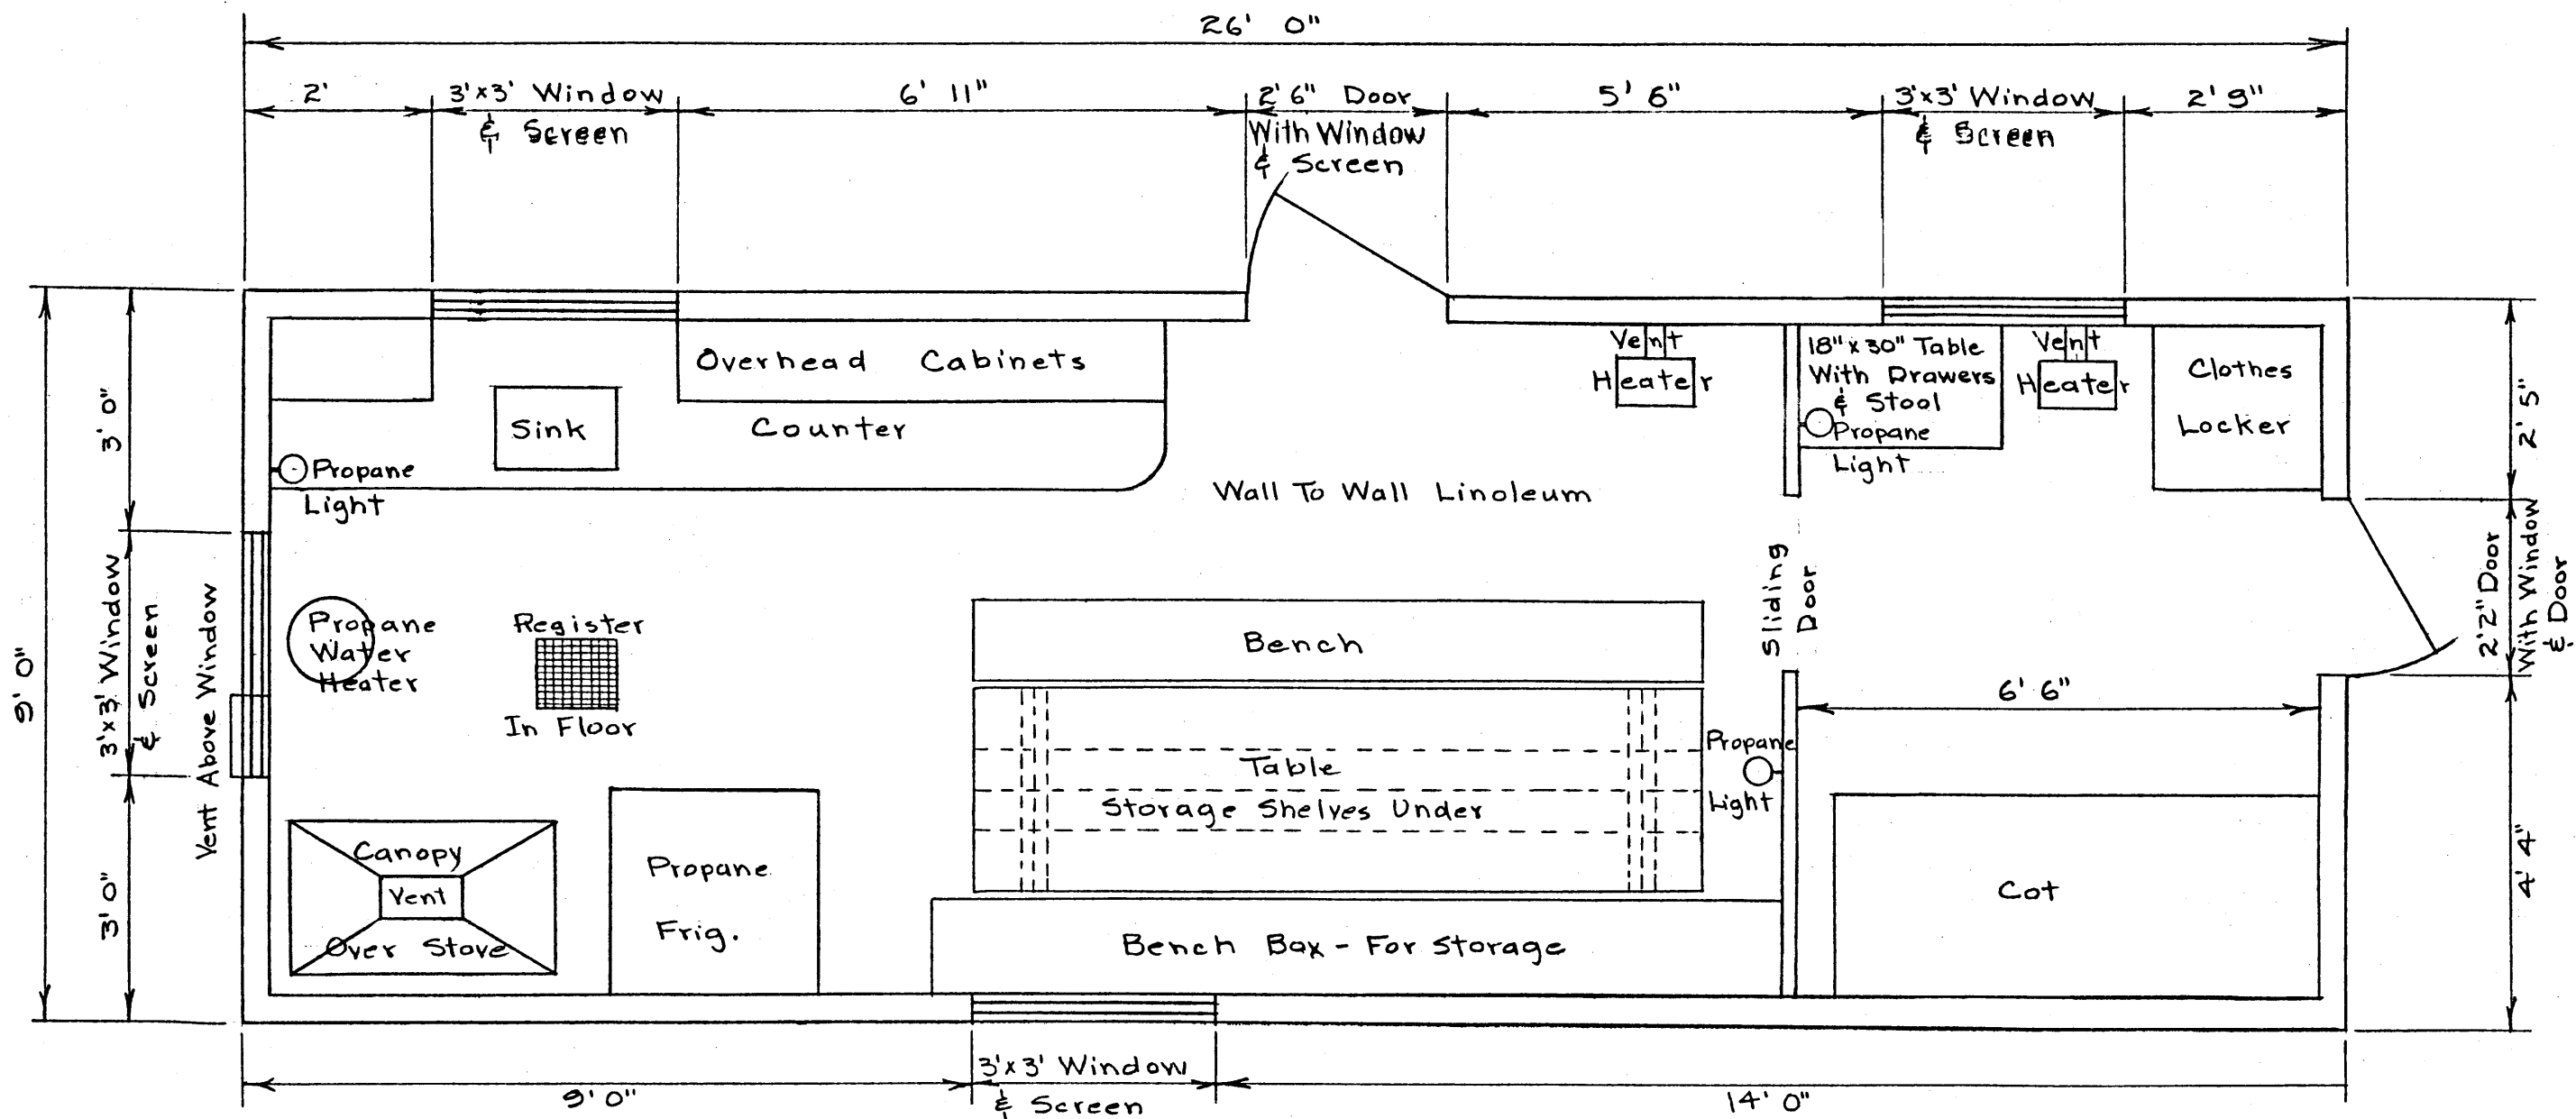 26' 0"
2'
3'x3' Window
& Screen
6' 11"
2' 6" Door
With Window
& Screen
5' 6"
3'x3' Window
& Screen
2' 9"
Overhead Cabinets
Sink
Counter
Propane
Light
Vent
Heater
18" x 30" Table
With Drawers
& Stool
Propane
Light
Vent
Heater
Clothes
Locker
Wall To Wall Linoleum
9' 0"
3' 0"
3'x3' Window
& Screen
3' 0"
Vent Above Window
Propane
Water
Heater
Register
In Floor
Bench
Table
Storage Shelves Under
Propane
Light
Sliding
Door
6' 6"
2' 5"
2'2" Door
With Window
& Door
4' 4"
Canopy
Vent
Over Stove
Propane
Frig.
Bench Box - For Storage
Cot
9' 0"
3'x3' Window
& Screen
14' 0"